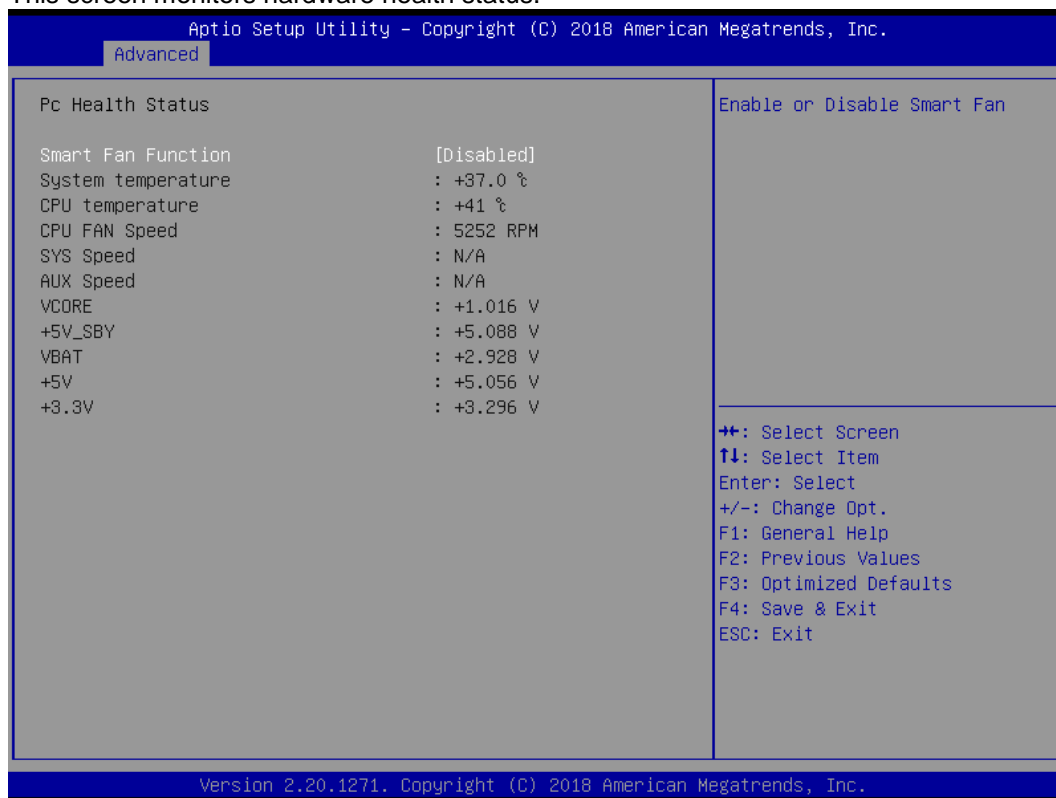 This screen monitors hardware health status.
Aptio Setup Utility – Copyright (C) 2018 American Megatrends, Inc.
Advanced
Pc Health Status
Smart Fan Function [Disabled]
System temperature : +37.0 ℃
CPU temperature : +41 ℃
CPU FAN Speed : 5252 RPM
SYS Speed : N/A
AUX Speed : N/A
VCORE : +1.016 V
+5V_SBY : +5.088 V
VBAT : +2.928 V
+5V : +5.056 V
+3.3V : +3.296 V
Enable or Disable Smart Fan
→←: Select Screen
↑↓: Select Item
Enter: Select
+/-: Change Opt.
F1: General Help
F2: Previous Values
F3: Optimized Defaults
F4: Save & Exit
ESC: Exit
Version 2.20.1271. Copyright (C) 2018 American Megatrends, Inc.